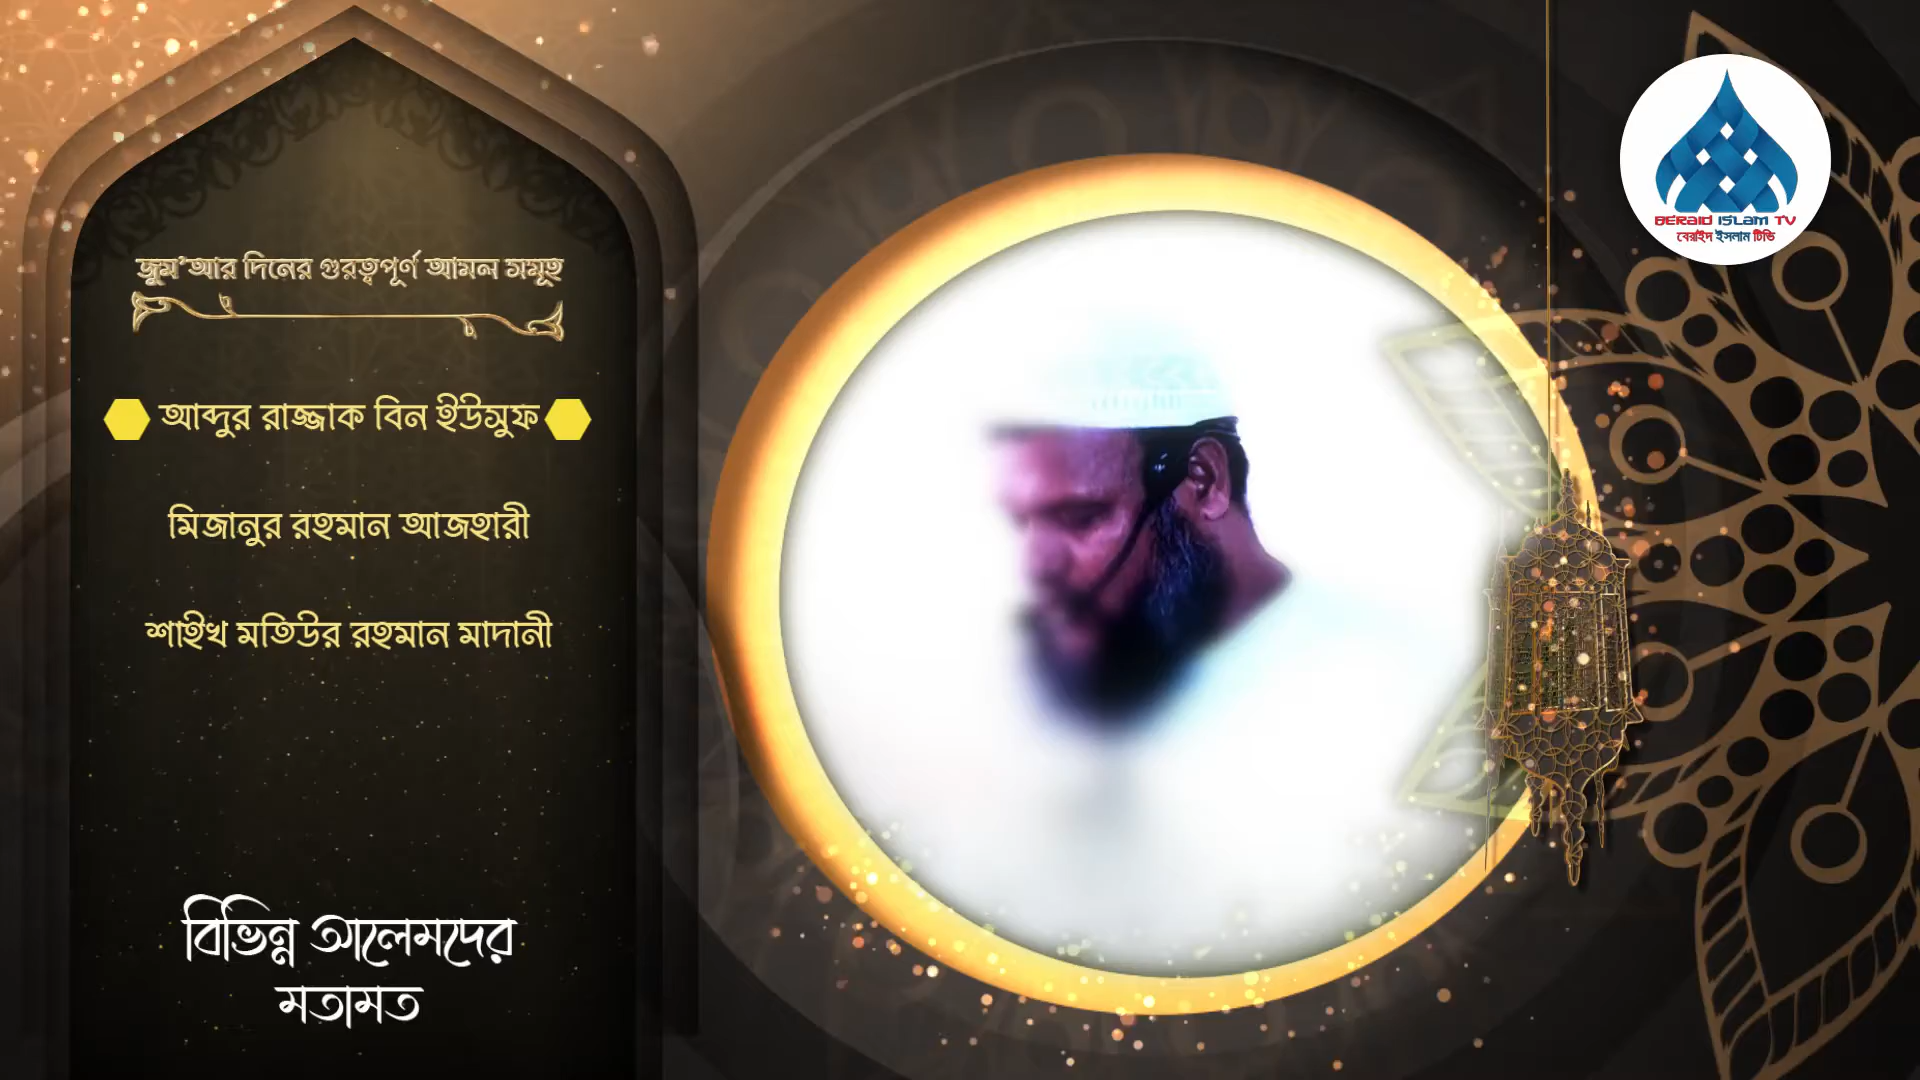 জুম'আর দিনের গুরত্বপূর্ণ আমল সমূহ
আব্দুর রাজ্জাক বিন ইউসুফ
মিজানুর রহমান আজহারী
শাইখ মতিউর রহমান মাদানী
বিভিন্ন আলেমদের
মতামত
BERAID ISLAM TV
বেরাইদ ইসলাম টিভি